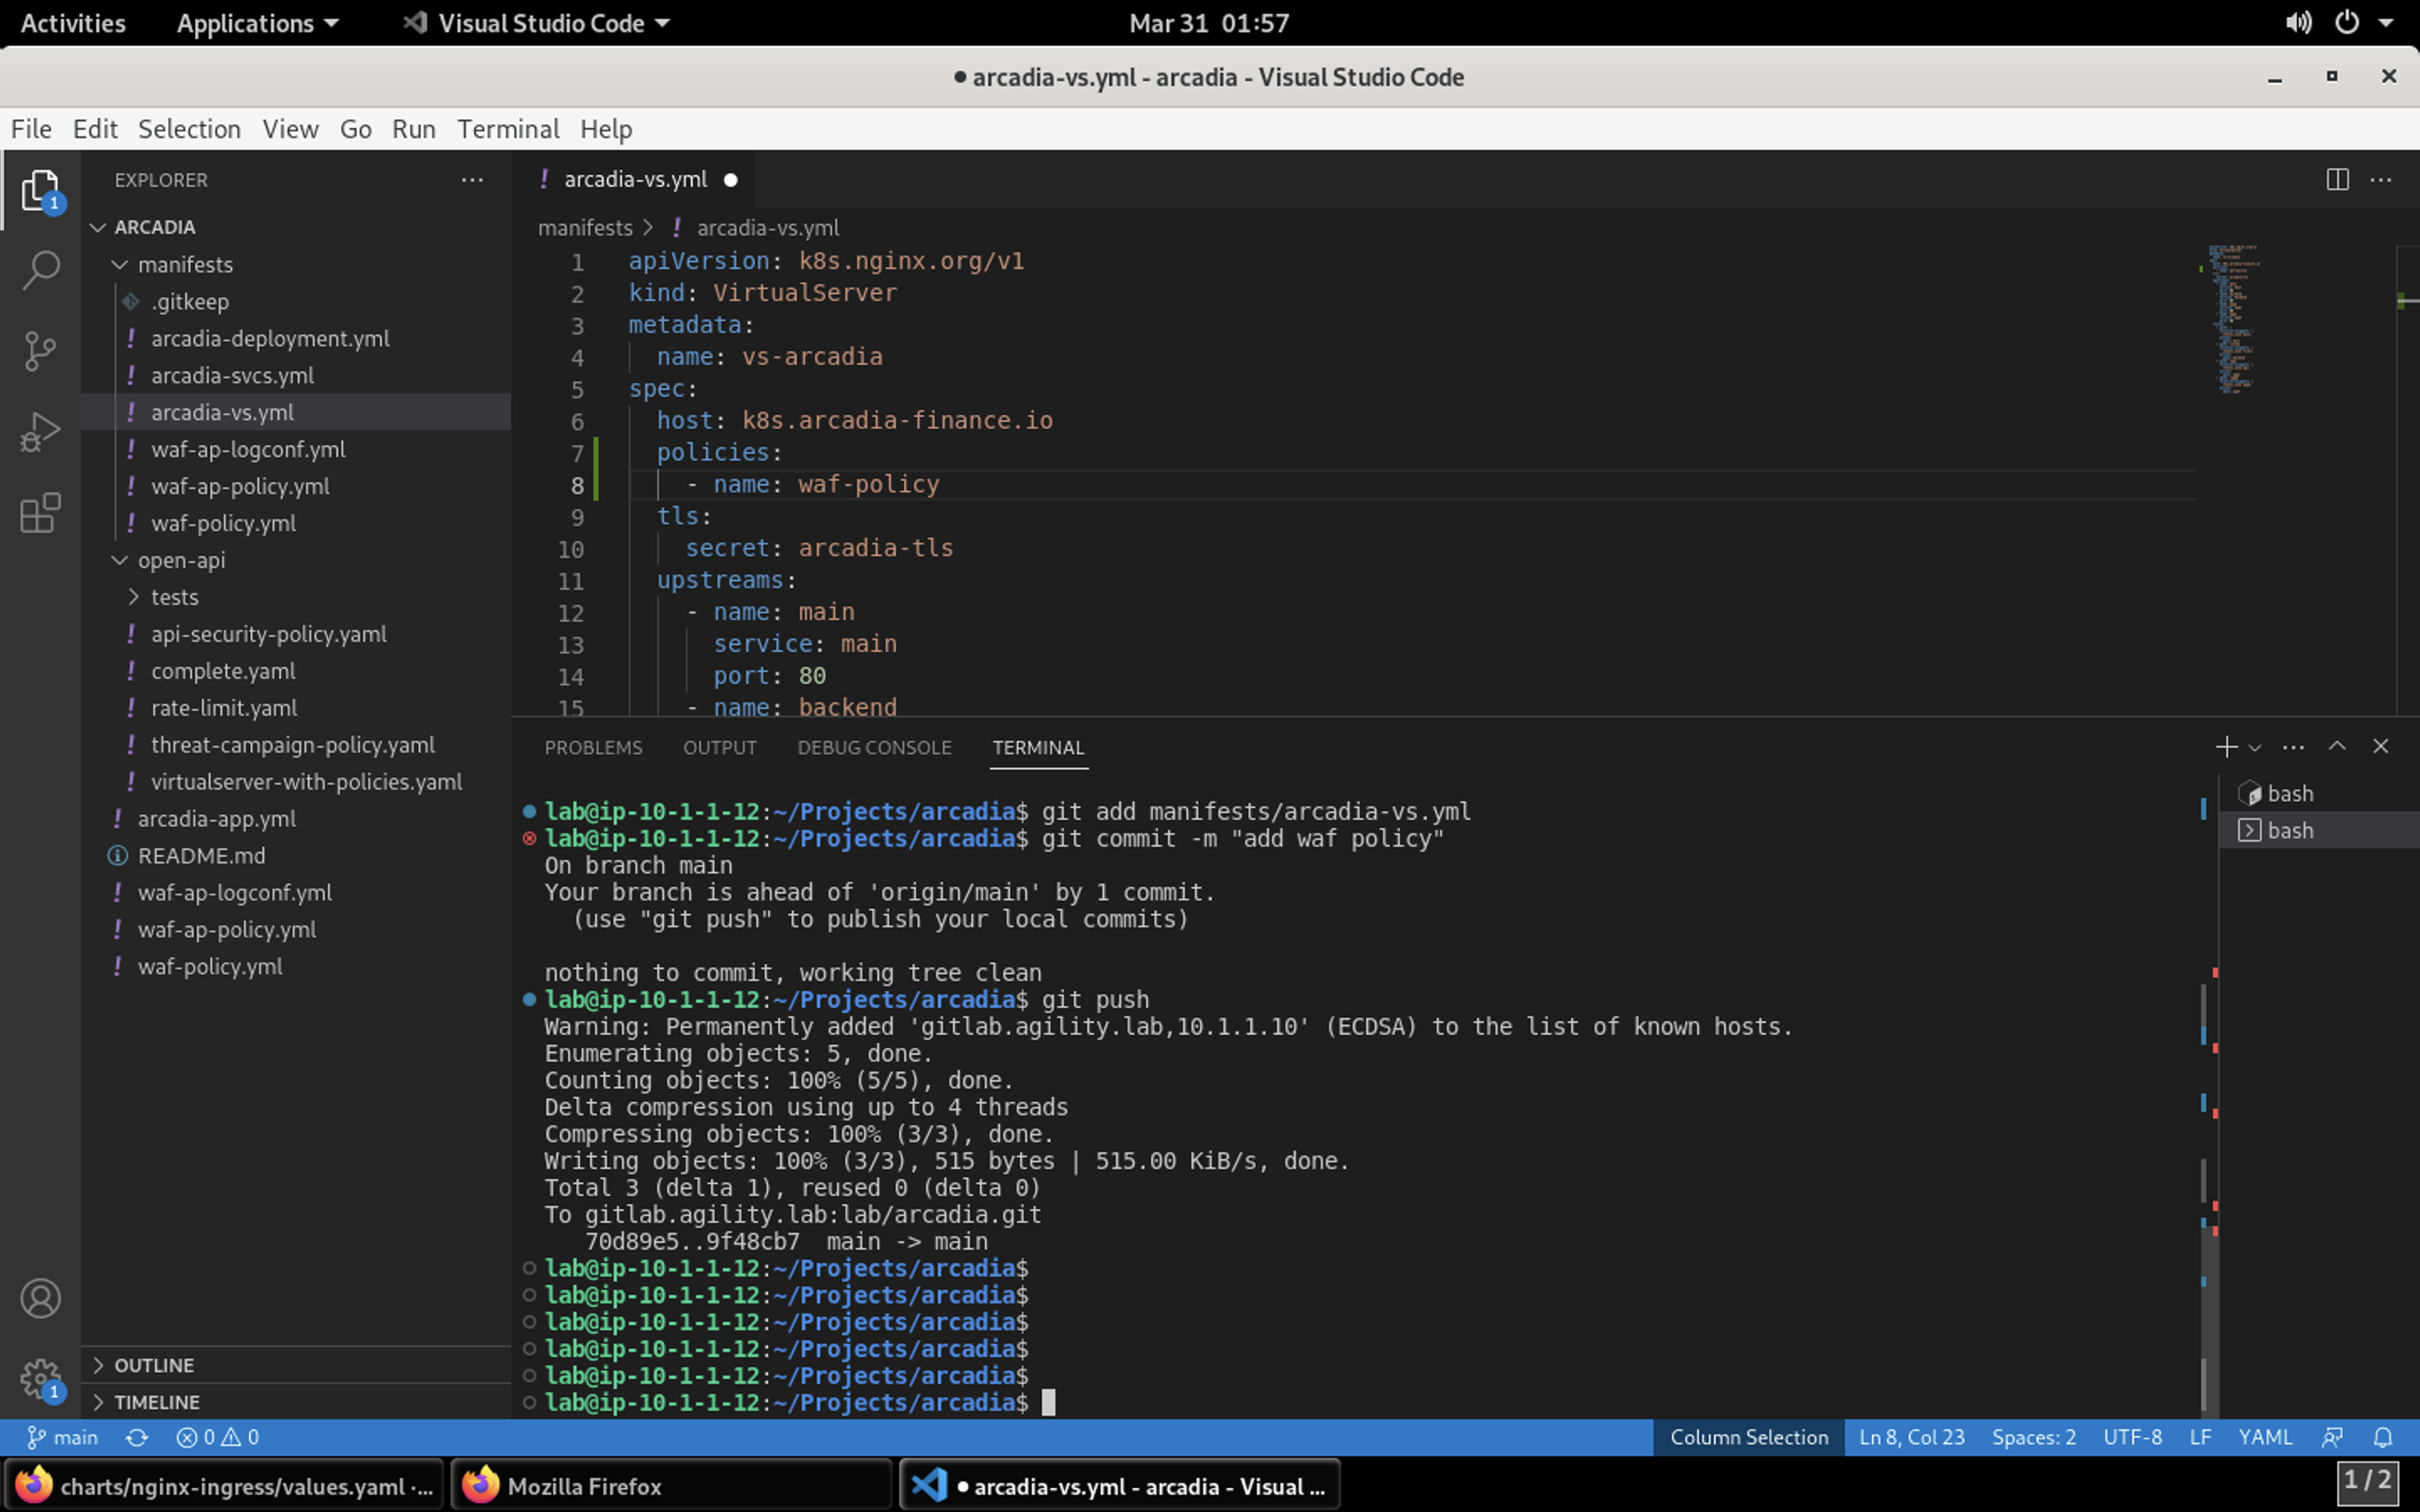 Activities Applications Visual Studio Code Mar 31 01:57
● arcadia-vs.yml - arcadia - Visual Studio Code
File Edit Selection View Go Run Terminal Help
EXPLORER ···
! arcadia-vs.yml ●
1
ARCADIA
manifests
.gitkeep
! arcadia-deployment.yml
! arcadia-svcs.yml
! arcadia-vs.yml
! waf-ap-logconf.yml
! waf-ap-policy.yml
! waf-policy.yml
open-api
tests
! api-security-policy.yaml
! complete.yaml
! rate-limit.yaml
! threat-campaign-policy.yaml
! virtualserver-with-policies.yaml
! arcadia-app.yml
README.md
! waf-ap-logconf.yml
! waf-ap-policy.yml
! waf-policy.yml
1
OUTLINE
TIMELINE
manifests > ! arcadia-vs.yml
1 apiVersion: k8s.nginx.org/v1
2 kind: VirtualServer
3 metadata:
4 name: vs-arcadia
5 spec:
6 host: k8s.arcadia-finance.io
7 policies:
8 - name: waf-policy
9 tls:
10 secret: arcadia-tls
11 upstreams:
12 - name: main
13 service: main
14 port: 80
15 - name: backend
PROBLEMS OUTPUT DEBUG CONSOLE TERMINAL
bash
bash
lab@ip-10-1-1-12:~/Projects/arcadia$ git add manifests/arcadia-vs.yml
lab@ip-10-1-1-12:~/Projects/arcadia$ git commit -m "add waf policy"
On branch main
Your branch is ahead of 'origin/main' by 1 commit.
(use "git push" to publish your local commits)
nothing to commit, working tree clean
lab@ip-10-1-1-12:~/Projects/arcadia$ git push
Warning: Permanently added 'gitlab.agility.lab,10.1.1.10' (ECDSA) to the list of known hosts.
Enumerating objects: 5, done.
Counting objects: 100% (5/5), done.
Delta compression using up to 4 threads
Compressing objects: 100% (3/3), done.
Writing objects: 100% (3/3), 515 bytes | 515.00 KiB/s, done.
Total 3 (delta 1), reused 0 (delta 0)
To gitlab.agility.lab:lab/arcadia.git
70d89e5..9f48cb7 main -> main
lab@ip-10-1-1-12:~/Projects/arcadia$
lab@ip-10-1-1-12:~/Projects/arcadia$
lab@ip-10-1-1-12:~/Projects/arcadia$
lab@ip-10-1-1-12:~/Projects/arcadia$
lab@ip-10-1-1-12:~/Projects/arcadia$
lab@ip-10-1-1-12:~/Projects/arcadia$
main 0 0 Column Selection Ln 8, Col 23 Spaces: 2 UTF-8 LF YAML
charts/nginx-ingress/values.yaml ·... Mozilla Firefox ● arcadia-vs.yml - arcadia - Visual ... 1 / 2